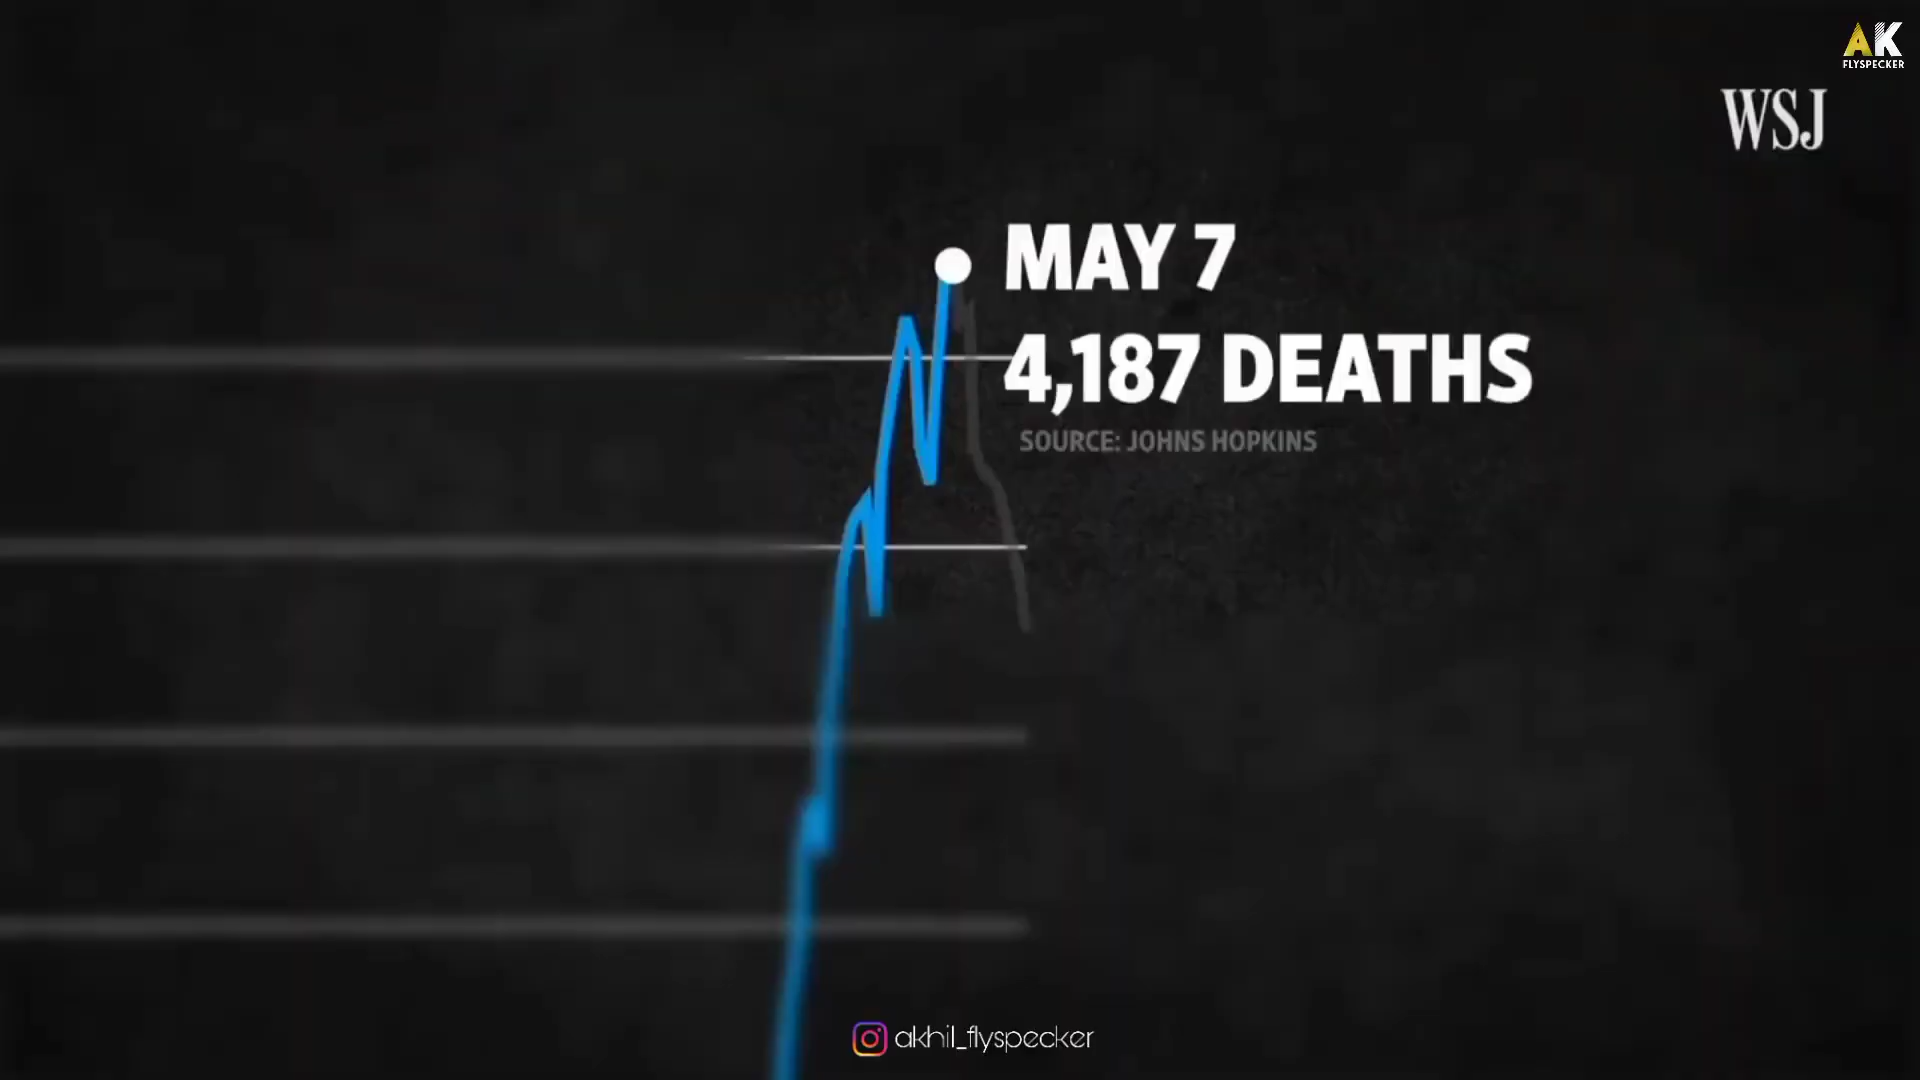 AK
FLYSPECKER
WSJ
MAY 7
4,187 DEATHS
SOURCE: JOHNS HOPKINS
akhil_flyspecker